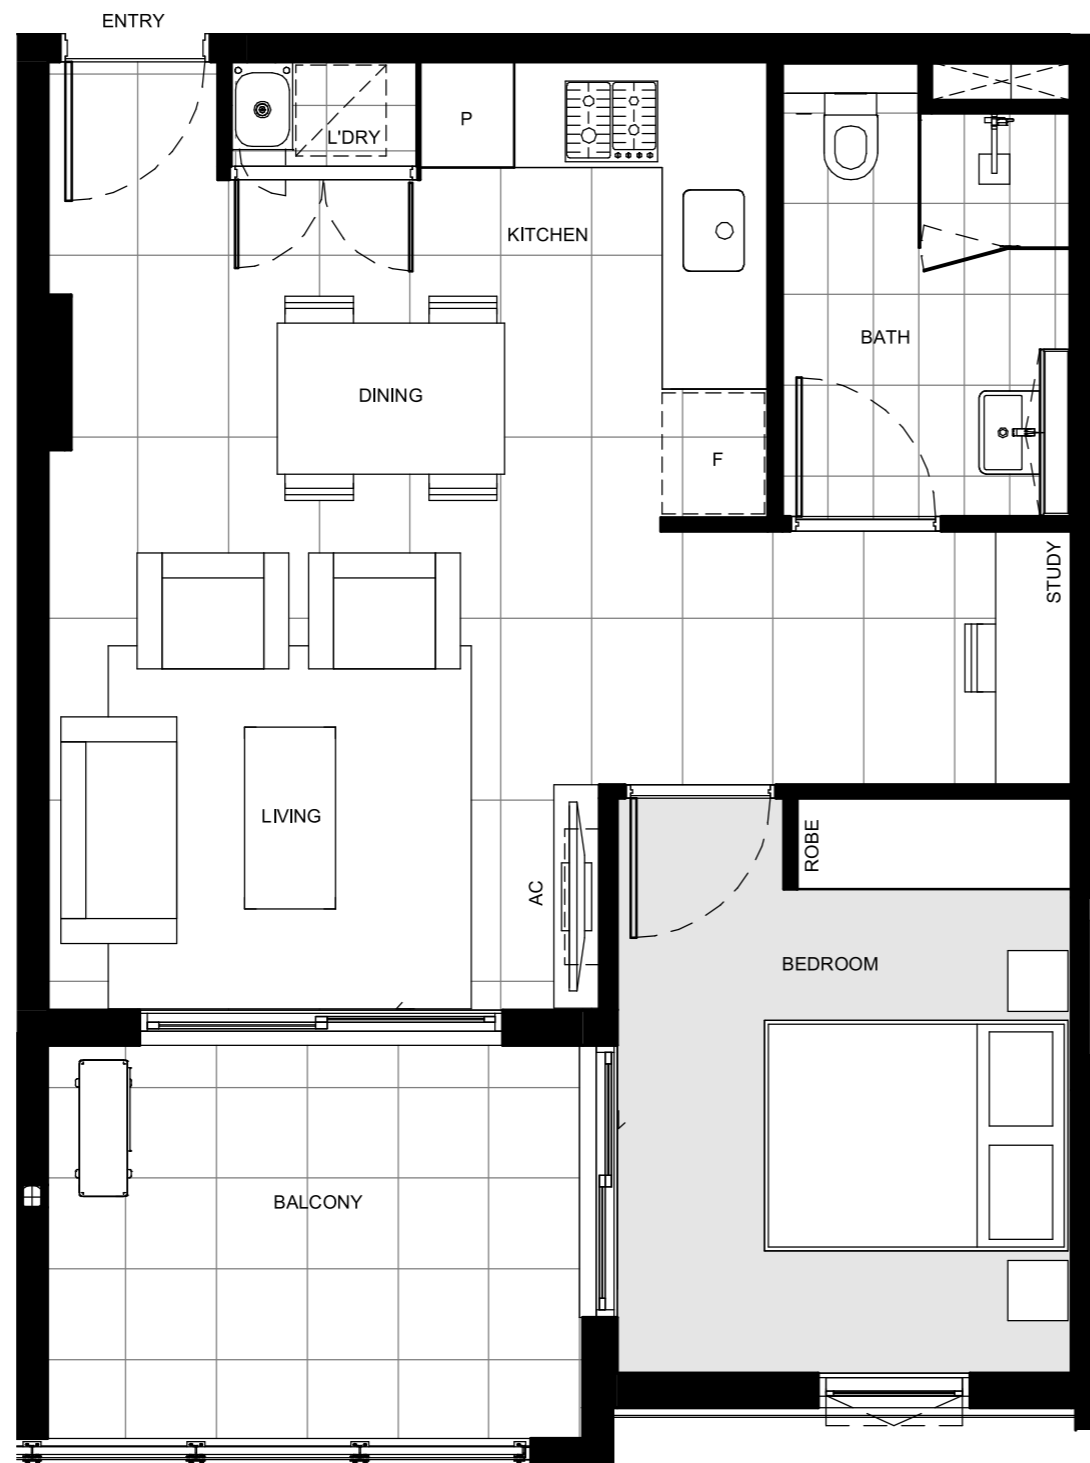 ENTRY
P
L'DRY
KITCHEN
BATH
DINING
F
STUDY
LIVING
ROBE
AC
BEDROOM
BALCONY